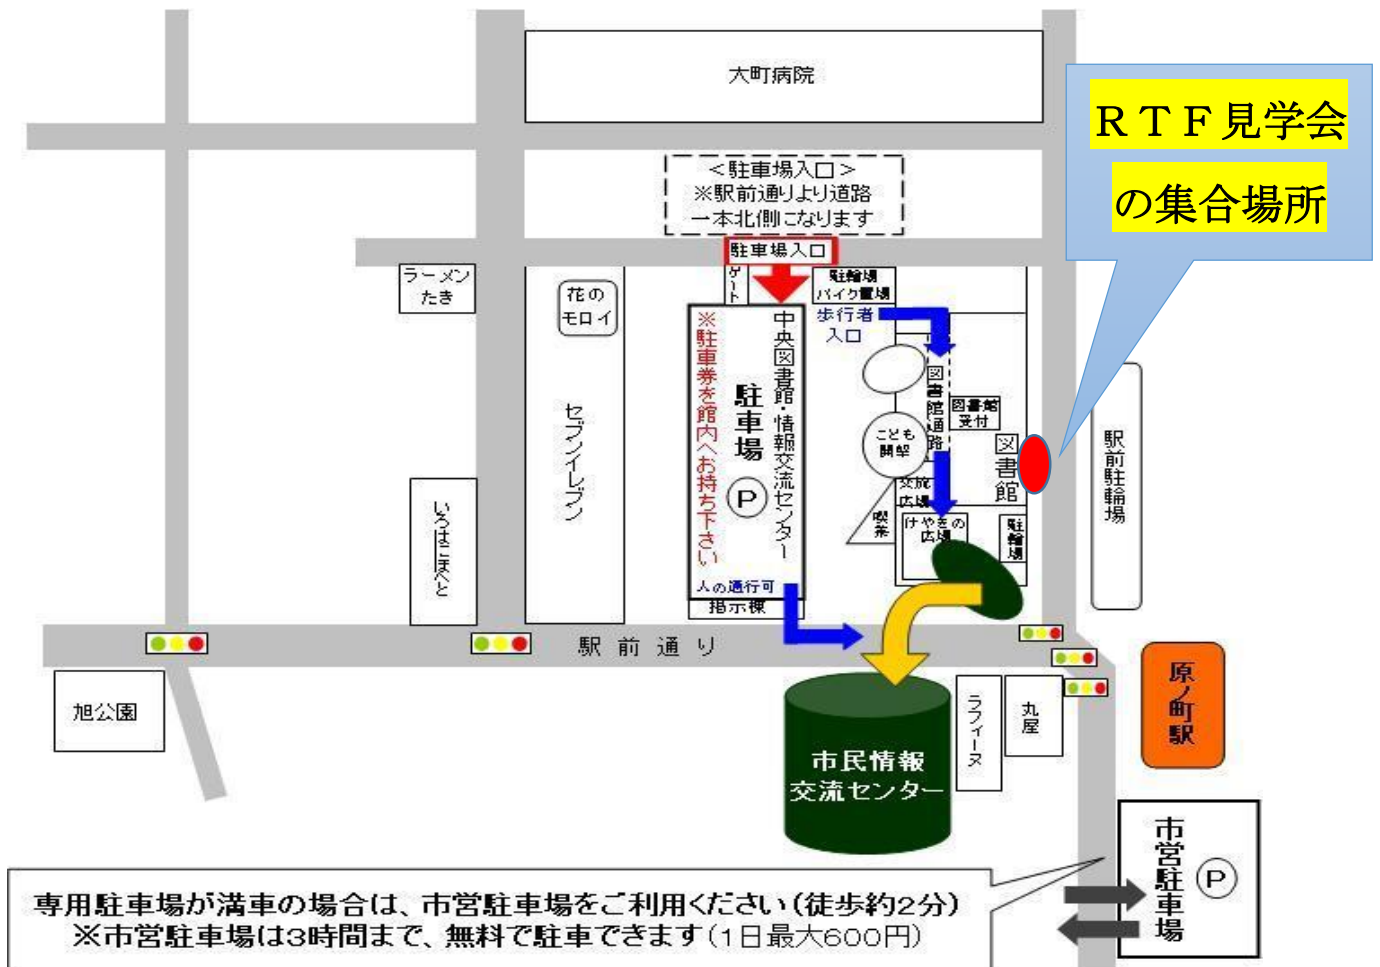 大町病院
RTF見学会
の集合場所
<駐車場入口>
※駅前通りより道路
一本北側になります
駐車場入口
ラーメン
たき
花の
モロイ
ゲート
駐輪場
バイク置場
歩行者
入口
中央図書館・情報交流センター
駐車場
P
※駐車券を館内へお持ち下さい
図書館通路
図書館
受付
こども
図書館
駅前駐輪場
セブンイレブン
交流
広場
喫茶
けやきの
広場
駐輪場
いろはにほへと
人の通行可
掲示板
駅前通り
旭公園
ラフィーヌ
丸屋
原ノ町駅
市民情報
交流センター
市営駐車場
P
専用駐車場が満車の場合は、市営駐車場をご利用ください(徒歩約2分)
※市営駐車場は3時間まで、無料で駐車できます(1日最大600円)